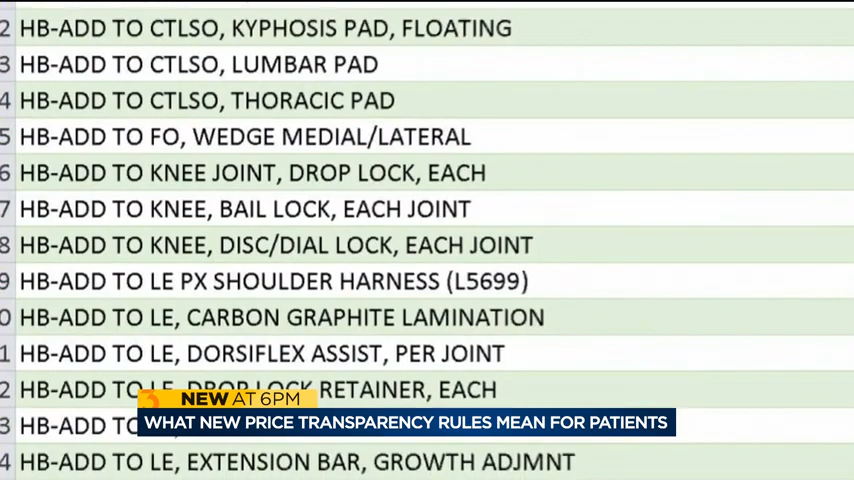 2 HB-ADD TO CTLSO, KYPHOSIS PAD, FLOATING
3 HB-ADD TO CTLSO, LUMBAR PAD
4 HB-ADD TO CTLSO, THORACIC PAD
5 HB-ADD TO FO, WEDGE MEDIAL/LATERAL
6 HB-ADD TO KNEE JOINT, DROP LOCK, EACH
7 HB-ADD TO KNEE, BAIL LOCK, EACH JOINT
8 HB-ADD TO KNEE, DISC/DIAL LOCK, EACH JOINT
9 HB-ADD TO LE PX SHOULDER HARNESS (L5699)
0 HB-ADD TO LE, CARBON GRAPHITE LAMINATION
1 HB-ADD TO LE, DORSIFLEX ASSIST, PER JOINT
2 HB-ADD TO LE, DROP LOCK RETAINER, EACH
NEW AT 6PM
WHAT NEW PRICE TRANSPARENCY RULES MEAN FOR PATIENTS
3 HB-ADD TO
4 HB-ADD TO LE, EXTENSION BAR, GROWTH ADJMNT